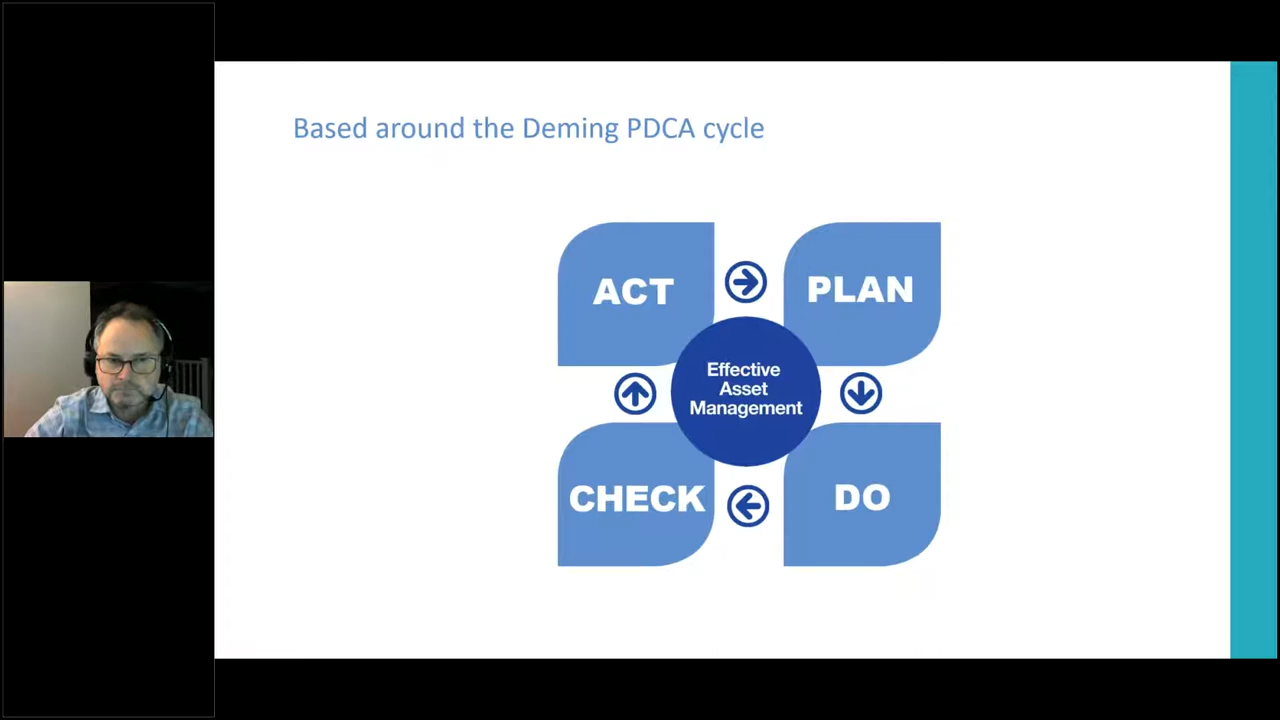 Based around the Deming PDCA cycle
ACT
PLAN
Effective
Asset
Management
CHECK
DO